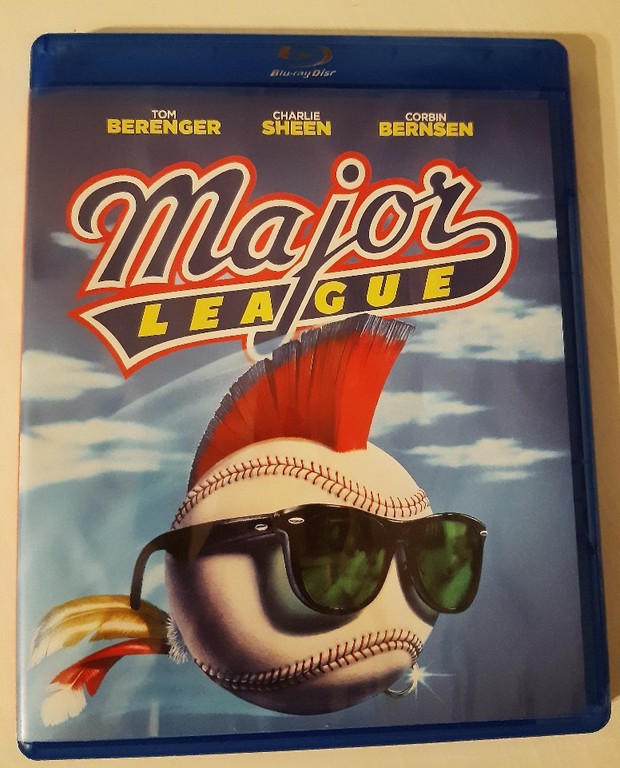 Blu-ray Disc
TOM BERENGER
CHARLIE SHEEN
CORBIN BERNSEN
Major
LEAGUE